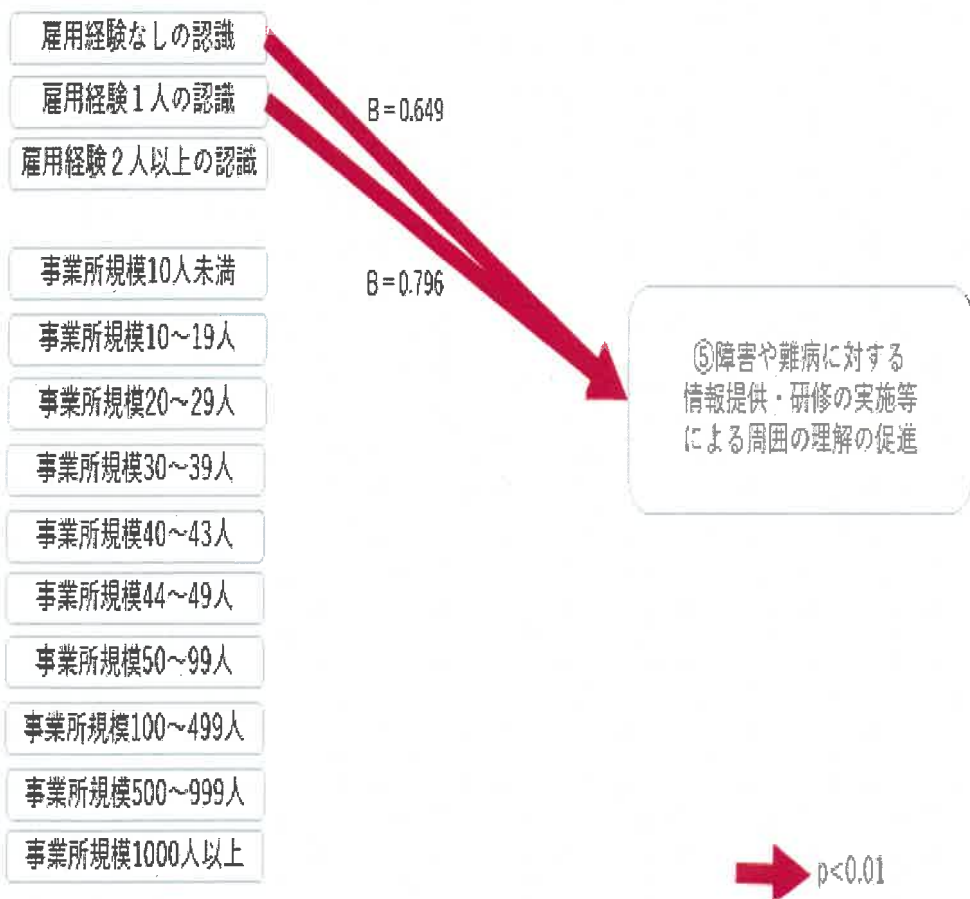 雇用経験なしの認識
雇用経験1人の認識
雇用経験2人以上の認識
B=0.649
事業所規模10人未満
B=0.796
事業所規模10～19人
事業所規模20～29人
事業所規模30～39人
事業所規模40～43人
事業所規模44～49人
事業所規模50～99人
事業所規模100～499人
事業所規模500～999人
事業所規模1000人以上
⑤障害や難病に対する
情報提供・研修の実施等
による周囲の理解の促進
p<0.01